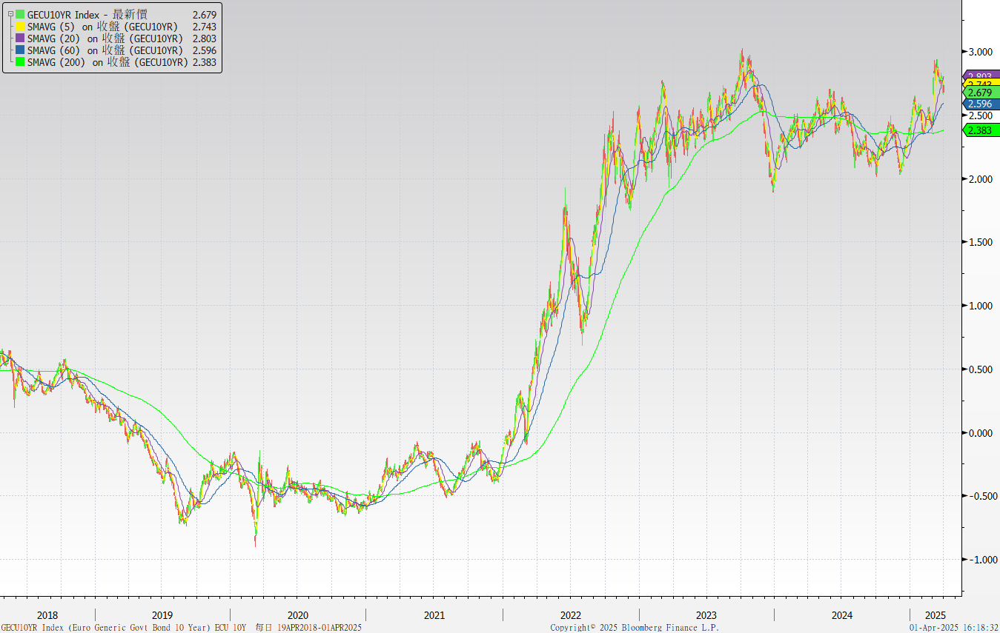 GECU10YR Index - 最新價 2.679
SMAVG (5) on 收盤 (GECU10YR) 2.743
SMAVG (20) on 收盤 (GECU10YR) 2.803
SMAVG (60) on 收盤 (GECU10YR) 2.596
SMAVG (200) on 收盤 (GECU10YR) 2.383
3.000
2.803
2.743
2.679
2.596
2.500
2.383
2.000
1.500
1.000
0.500
0.000
-0.500
-1.000
2018 2019 2020 2021 2022 2023 2024 2025
GECU10YR Index (Euro Generic Govt Bond 10 Year) ECU 10Y 每日 19APR2018-01APR2025 Copyright© 2025 Bloomberg Finance L.P. 01-Apr-2025 16:18:32